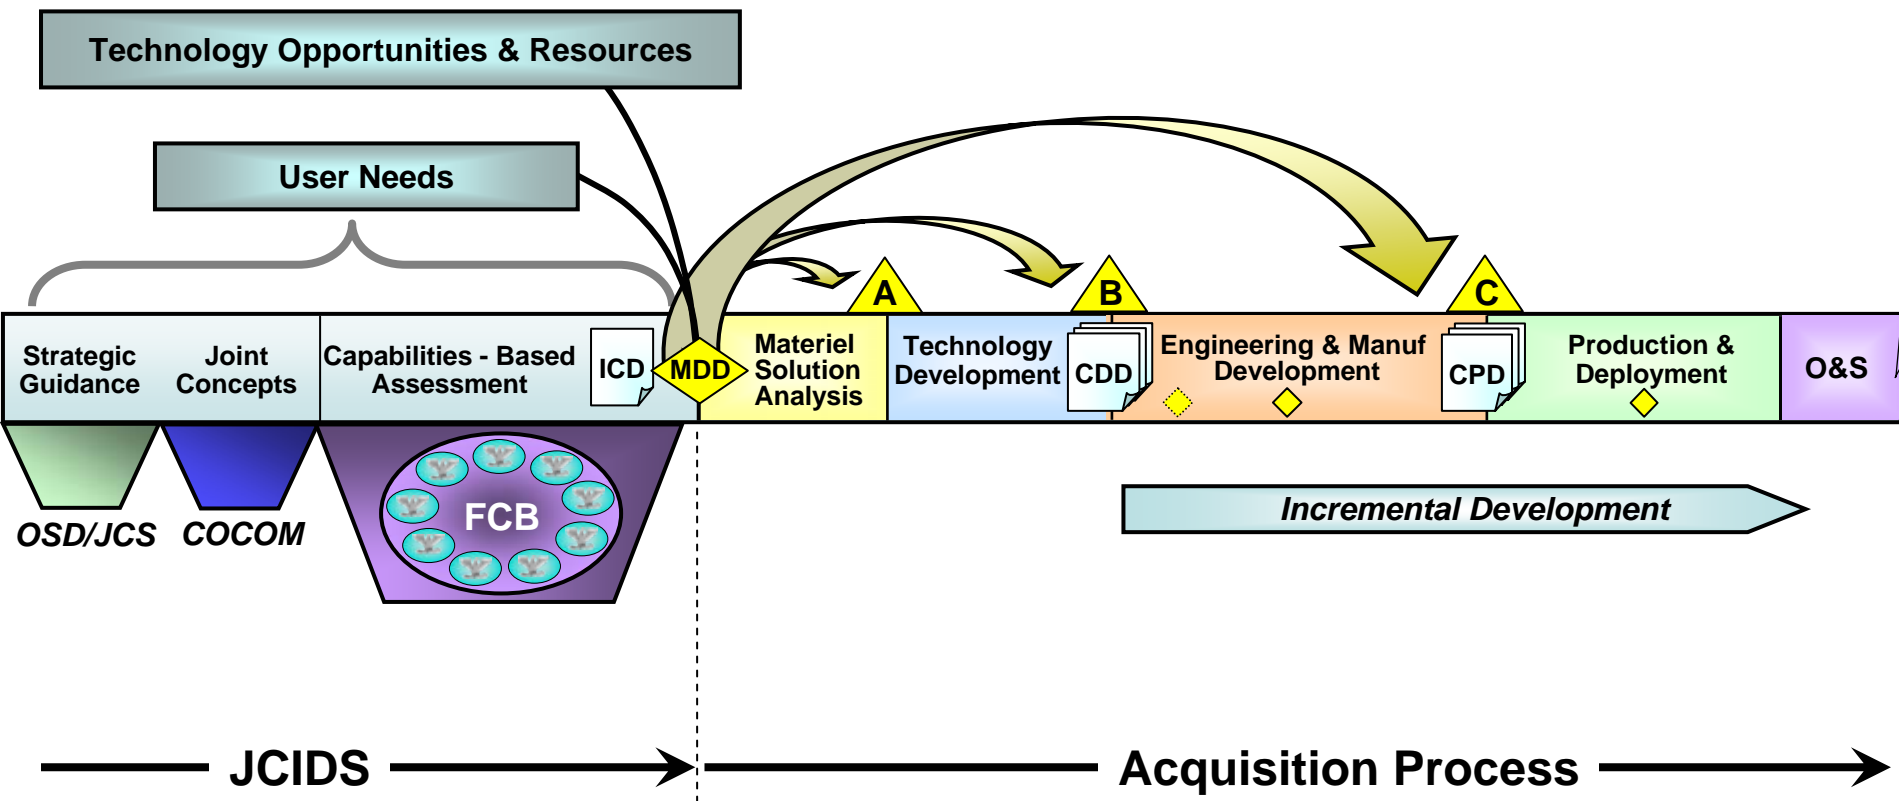 Technology Opportunities & Resources
User Needs
A
B
C
Strategic
Guidance
Joint
Concepts
Capabilities - Based
Assessment
ICD
MDD
Materiel
Solution
Analysis
Technology
Development
CDD
Engineering & Manuf
Development
CPD
Production &
Deployment
O&S
OSD/JCS
COCOM
FCB
Incremental Development
JCIDS
Acquisition Process